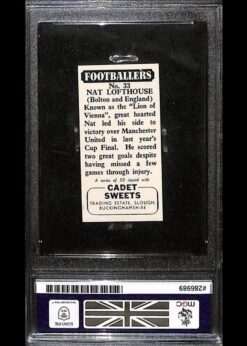 FOOTBALLERS
No. 33
NAT LOFTHOUSE
(Bolton and England)
Known as the "Lion of
Vienna", great hearted
Nat led his side to
victory over Manchester
United in last year's
Cup Final. He scored
two great goals despite
having missed a few
games through injury.
A series of 50 issued with
CADET
SWEETS
TRADING ESTATE, SLOUGH,
BUCKINGHAMSHIRE
MGC
#286989